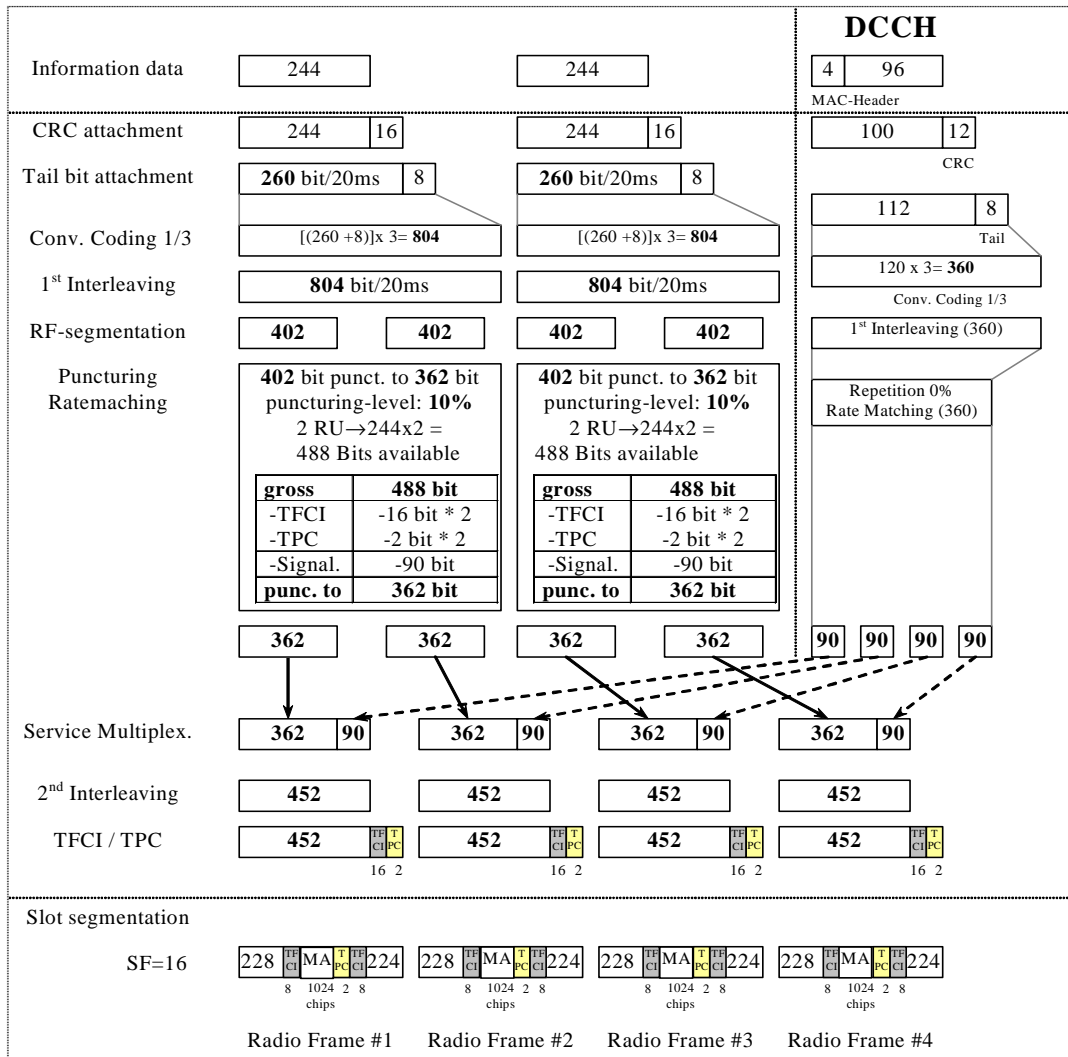 DCCH
Information data 244 244 4 96
MAC-Header
CRC attachment 244 16 244 16 100 12
CRC
Tail bit attachment 260 bit/20ms 8 260 bit/20ms 8
112 8
Tail
Conv. Coding 1/3 [(260 +8)]x 3= 804 [(260 +8)]x 3= 804
120 x 3= 360
Conv. Coding 1/3
1st Interleaving 804 bit/20ms 804 bit/20ms
RF-segmentation 402 402 402 402 1st Interleaving (360)
Puncturing
Ratemaching
402 bit punct. to 362 bit
puncturing-level: 10%
2 RU→244x2 =
488 Bits available
gross 488 bit
-TFCI -16 bit * 2
-TPC -2 bit * 2
-Signal. -90 bit
punc. to 362 bit
402 bit punct. to 362 bit
puncturing-level: 10%
2 RU→244x2 =
488 Bits available
gross 488 bit
-TFCI -16 bit * 2
-TPC -2 bit * 2
-Signal. -90 bit
punc. to 362 bit
Repetition 0%
Rate Matching (360)
362 362 362 362 90 90 90 90
Service Multiplex. 362 90 362 90 362 90 362 90
2nd Interleaving 452 452 452 452
TFCI / TPC 452 TF CI T PC 452 TF CI T PC 452 TF CI T PC 452 TF CI T PC
16 2 16 2 16 2 16 2
Slot segmentation
SF=16 228 TF CI MA T PC TF CI 224 228 TF CI MA T PC TF CI 224 228 TF CI MA T PC TF CI 224 228 TF CI MA T PC TF CI 224
8 1024 2 8 8 1024 2 8 8 1024 2 8 8 1024 2 8
chips chips chips chips
Radio Frame #1 Radio Frame #2 Radio Frame #3 Radio Frame #4